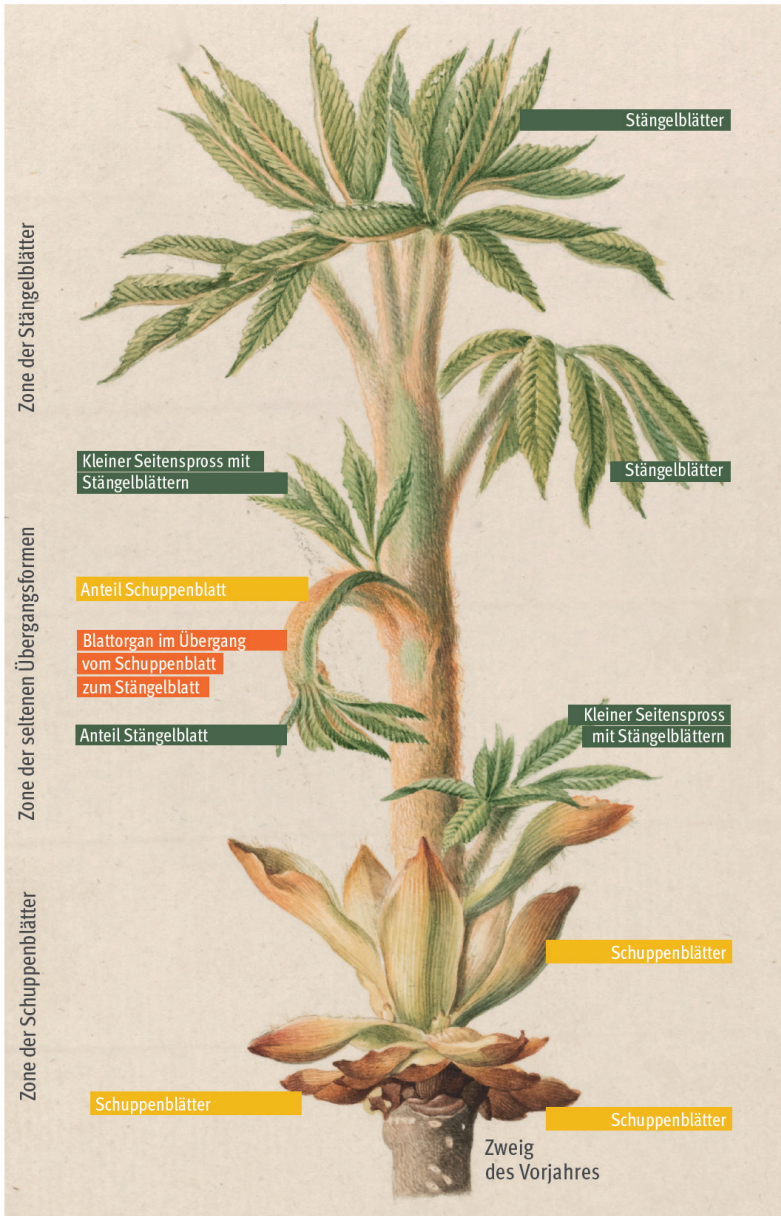 Stängelblätter
Zone der Stängelblätter
Kleiner Seitenspross mit
Stängelblättern
Stängelblätter
Zone der seltenen Übergangsformen
Anteil Schuppenblatt
Blattorgan im Übergang
vom Schuppenblatt
zum Stängelblatt
Anteil Stängelblatt
Kleiner Seitenspross
mit Stängelblättern
Zone der Schuppenblätter
Schuppenblätter
Schuppenblätter
Schuppenblätter
Zweig
des Vorjahres